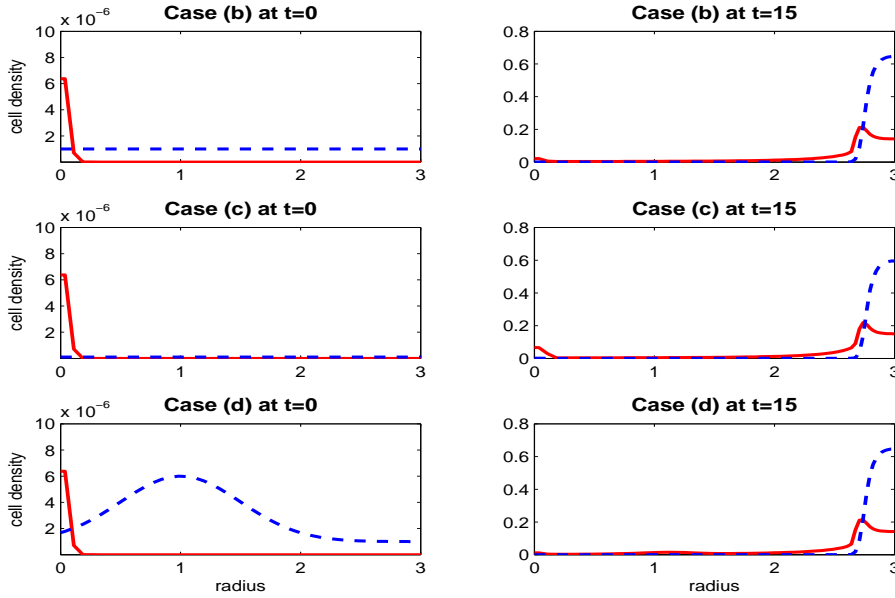 Case (b) at t=0
x 10⁻⁶
10
8
6
4
2
cell density
0 1 2 3
Case (b) at t=15
0.8
0.6
0.4
0.2
0
0 1 2 3
Case (c) at t=0
x 10⁻⁶
10
8
6
4
2
cell density
0 1 2 3
Case (c) at t=15
0.8
0.6
0.4
0.2
0
0 1 2 3
Case (d) at t=0
x 10⁻⁶
10
8
6
4
2
cell density
0 1 2 3
radius
Case (d) at t=15
0.8
0.6
0.4
0.2
0
0 1 2 3
radius